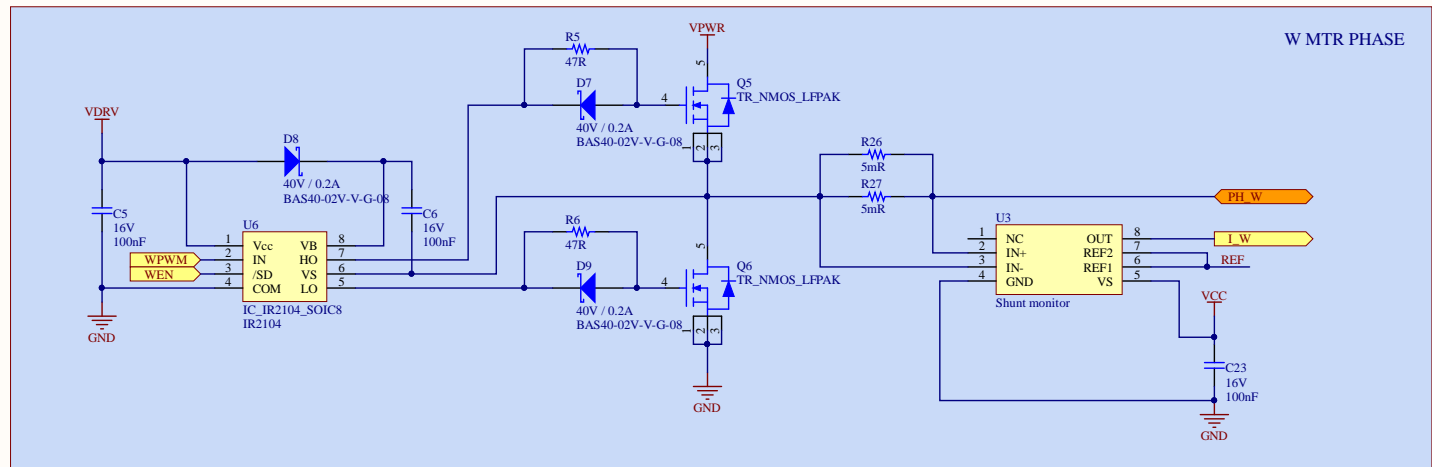 W MTR PHASE
VPWR
R5
47R
D7
40V / 0.2A
BAS40-02V-V-G-08
5
4
Q5
TR_NMOS_LFPAK
1
2
3
VDRV
D8
40V / 0.2A
BAS40-02V-V-G-08
C5
16V
100nF
C6
16V
100nF
U6
1
Vcc
VB
8
WPWM
2
IN
HO
7
WEN
3
/SD
VS
6
4
COM
LO
5
IC_IR2104_SOIC8
IR2104
GND
R6
47R
D9
40V / 0.2A
BAS40-02V-V-G-08
5
4
Q6
TR_NMOS_LFPAK
1
2
3
GND
R26
5mR
R27
5mR
PH_W
U3
1
NC
OUT
8
I_W
2
IN+
REF2
7
3
IN-
REF1
6
REF
4
GND
VS
5
Shunt monitor
VCC
C23
16V
100nF
GND